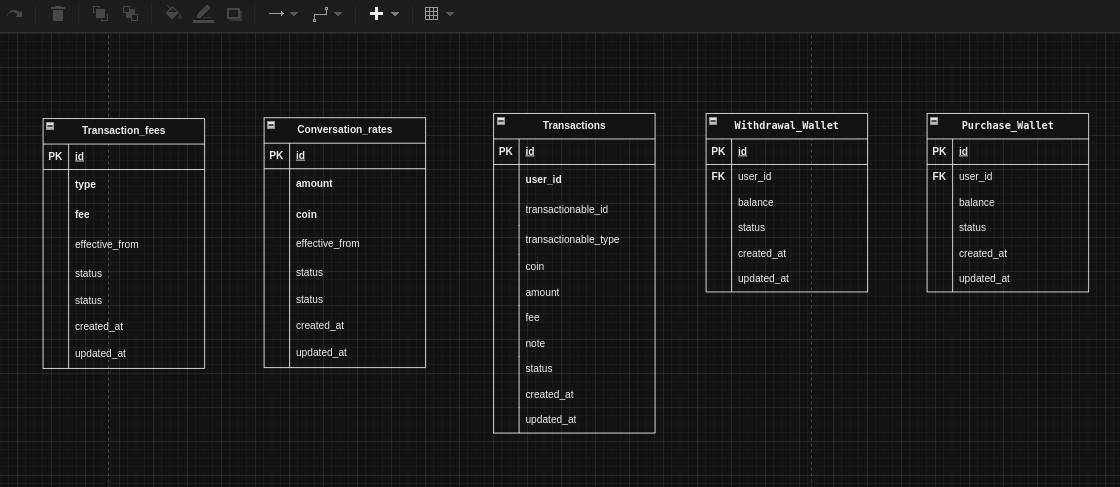 Transaction_fees
PK id
type
fee
effective_from
status
status
created_at
updated_at
Conversation_rates
PK id
amount
coin
effective_from
status
status
created_at
updated_at
Transactions
PK id
user_id
transactionable_id
transactionable_type
coin
amount
fee
note
status
created_at
updated_at
Withdrawal_Wallet
PK id
FK user_id
balance
status
created_at
updated_at
Purchase_Wallet
PK id
FK user_id
balance
status
created_at
updated_at